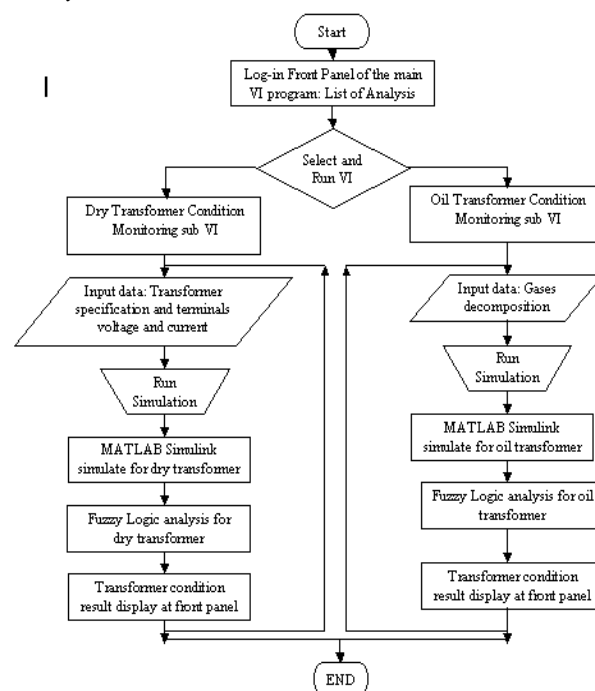 Start
Log-in Front Panel of the main
VI program: List of Analysis
Select and
Run VI
Dry Transformer Condition
Monitoring sub VI
Input data: Transformer
specification and terminals
voltage and current
Run
Simulation
MATLAB Simulink
simulate for dry transformer
Fuzzy Logic analysis for
dry transformer
Transformer condition
result display at front panel
Oil Transformer Condition
Monitoring sub VI
Input data: Gases
decomposition
Run
Simulation
MATLAB Simulink
simulate for oil transformer
Fuzzy Logic analysis for oil
transformer
Transformer condition
result display at front panel
END